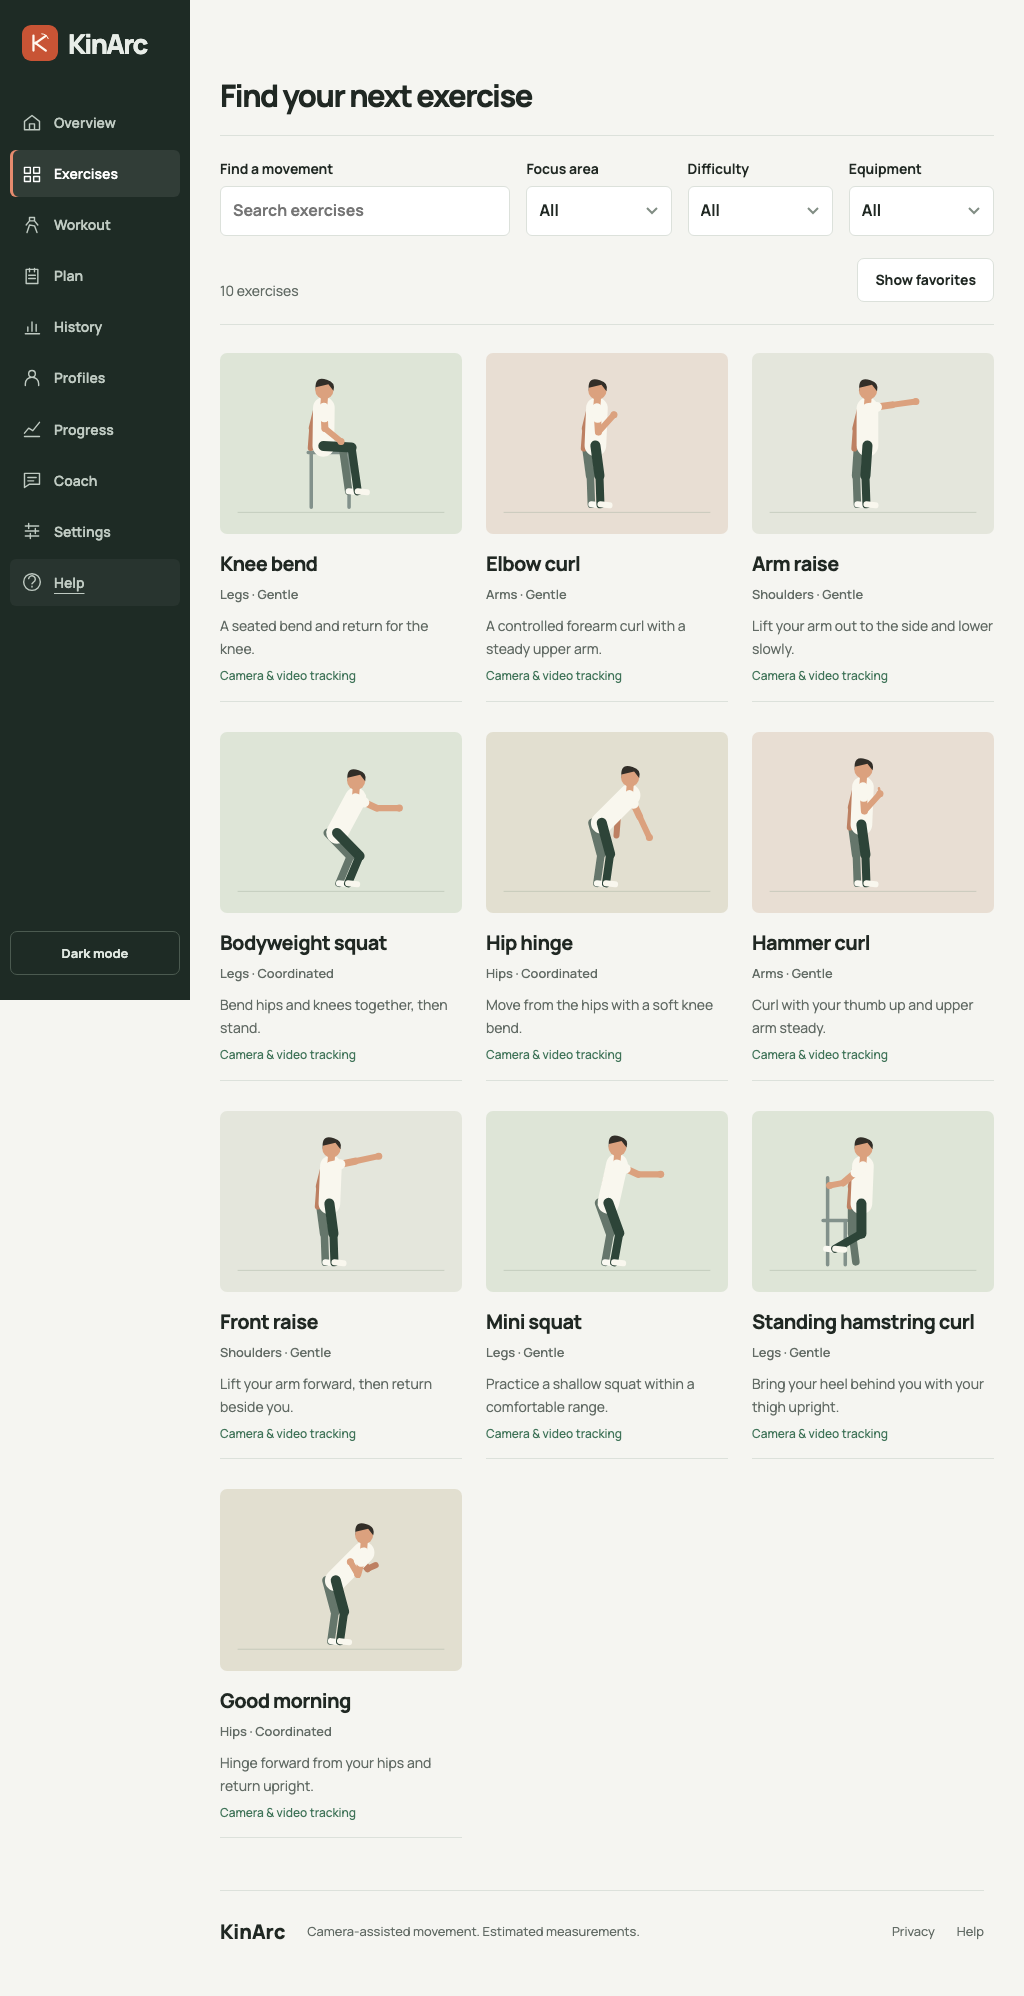 KinArc
Overview
Exercises
Workout
Plan
History
Profiles
Progress
Coach
Settings
Help
Dark mode
Find your next exercise
Find a movement
Focus area
Difficulty
Equipment
Search exercises
All
All
All
10 exercises
Show favorites
Knee bend
Legs · Gentle
A seated bend and return for the
knee.
Camera & video tracking
Elbow curl
Arms · Gentle
A controlled forearm curl with a
steady upper arm.
Camera & video tracking
Arm raise
Shoulders · Gentle
Lift your arm out to the side and lower
slowly.
Camera & video tracking
Bodyweight squat
Legs · Coordinated
Bend hips and knees together, then
stand.
Camera & video tracking
Hip hinge
Hips · Coordinated
Move from the hips with a soft knee
bend.
Camera & video tracking
Hammer curl
Arms · Gentle
Curl with your thumb up and upper
arm steady.
Camera & video tracking
Front raise
Shoulders · Gentle
Lift your arm forward, then return
beside you.
Camera & video tracking
Mini squat
Legs · Gentle
Practice a shallow squat within a
comfortable range.
Camera & video tracking
Standing hamstring curl
Legs · Gentle
Bring your heel behind you with your
thigh upright.
Camera & video tracking
Good morning
Hips · Coordinated
Hinge forward from your hips and
return upright.
Camera & video tracking
KinArc
Camera-assisted movement. Estimated measurements.
Privacy
Help